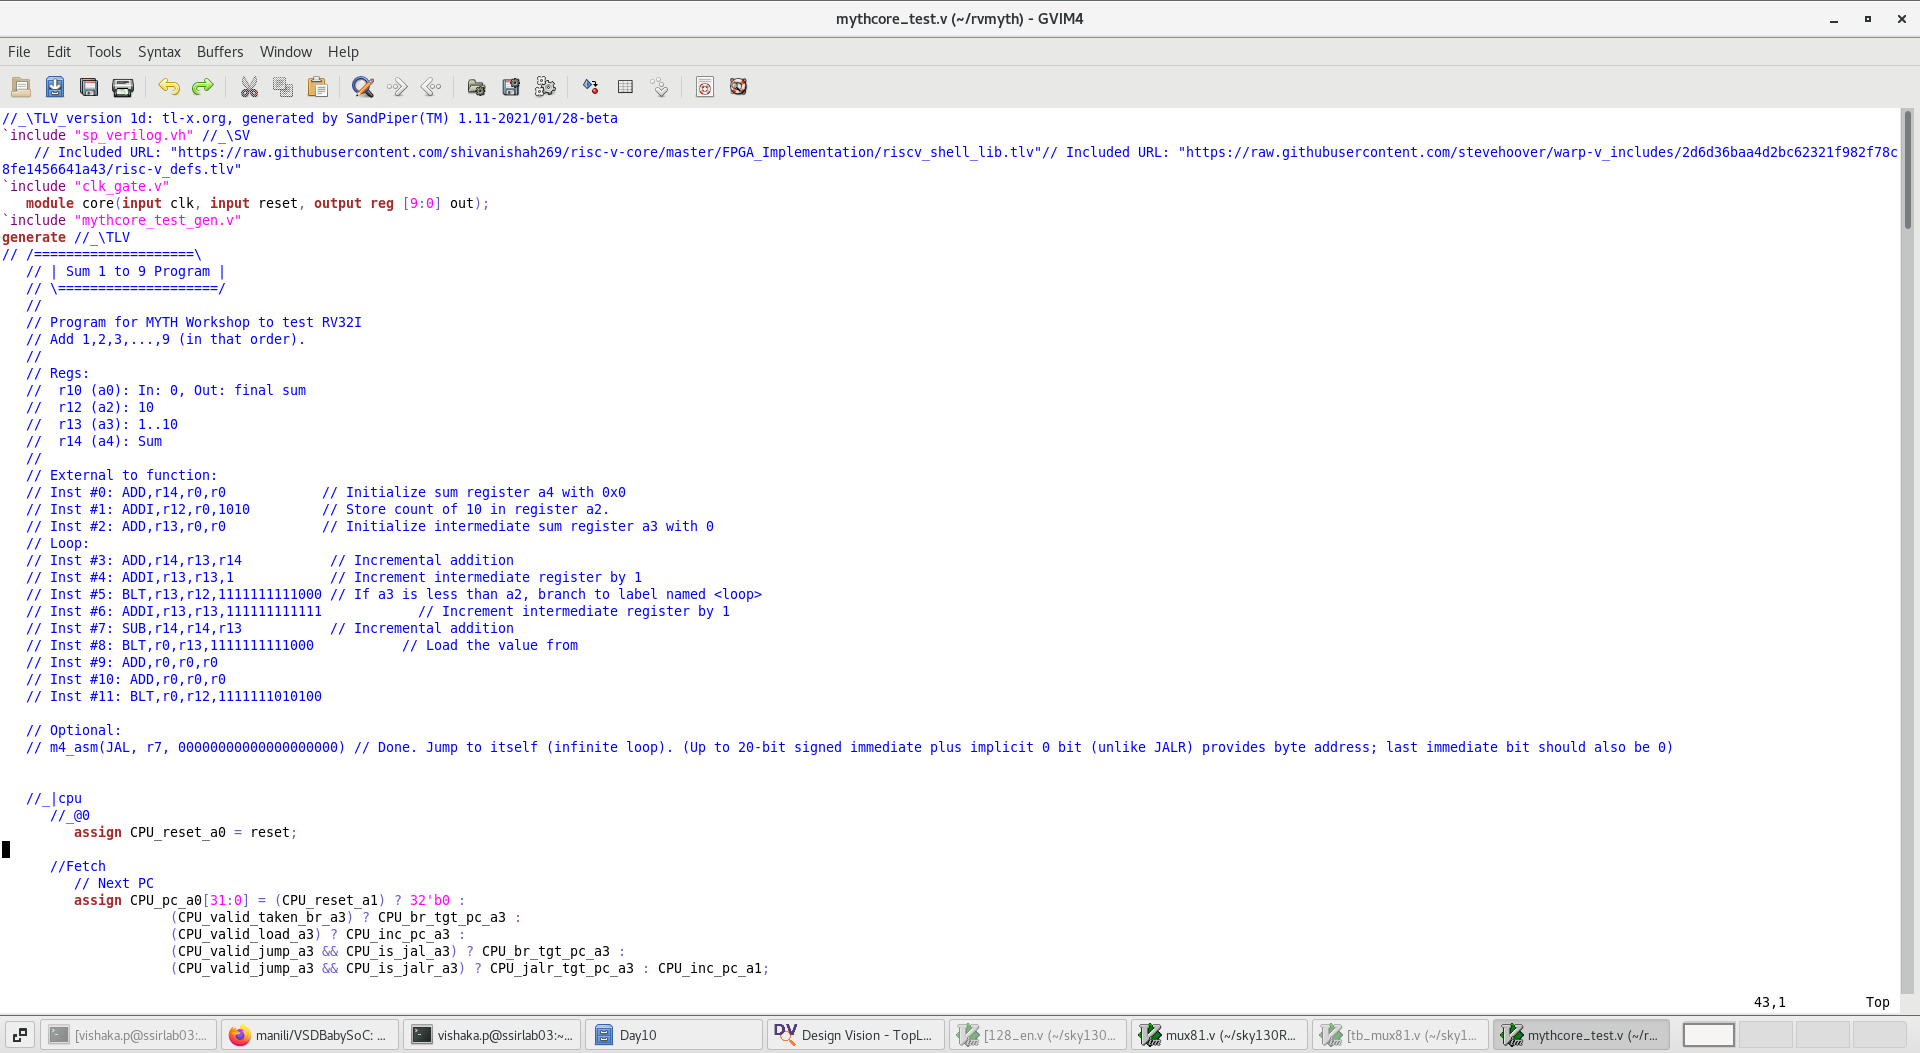 mythcore_test.v (~/rvmyth) - GVIM4
File Edit Tools Syntax Buffers Window Help
//_\TLV_version 1d: tl-x.org, generated by SandPiper(TM) 1.11-2021/01/28-beta
`include "sp_verilog.vh" //_\SV
// Included URL: "https://raw.githubusercontent.com/shivanishah269/risc-v-core/master/FPGA_Implementation/riscv_shell_lib.tlv"// Included URL: "https://raw.githubusercontent.com/stevehoover/warp-v_includes/2d6d36baa4d2bc62321f982f78c
8fe1456641a43/risc-v_defs.tlv"
`include "clk_gate.v"
module core(input clk, input reset, output reg [9:0] out);
`include "mythcore_test_gen.v"
generate //_\TLV
// /====================\
// | Sum 1 to 9 Program |
// \====================/
//
// Program for MYTH Workshop to test RV32I
// Add 1,2,3,...,9 (in that order).
//
// Regs:
//  r10 (a0): In: 0, Out: final sum
//  r12 (a2): 10
//  r13 (a3): 1..10
//  r14 (a4): Sum
//
// External to function:
// Inst #0: ADD,r14,r0,r0            // Initialize sum register a4 with 0x0
// Inst #1: ADDI,r12,r0,1010         // Store count of 10 in register a2.
// Inst #2: ADD,r13,r0,r0            // Initialize intermediate sum register a3 with 0
// Loop:
// Inst #3: ADD,r14,r13,r14           // Incremental addition
// Inst #4: ADDI,r13,r13,1            // Increment intermediate register by 1
// Inst #5: BLT,r13,r12,1111111111000 // If a3 is less than a2, branch to label named <loop>
// Inst #6: ADDI,r13,r13,111111111111            // Increment intermediate register by 1
// Inst #7: SUB,r14,r14,r13           // Incremental addition
// Inst #8: BLT,r0,r13,1111111111000           // Load the value from
// Inst #9: ADD,r0,r0,r0
// Inst #10: ADD,r0,r0,r0
// Inst #11: BLT,r0,r12,1111111010100
// Optional:
// m4_asm(JAL, r7, 00000000000000000000) // Done. Jump to itself (infinite loop). (Up to 20-bit signed immediate plus implicit 0 bit (unlike JALR) provides byte address; last immediate bit should also be 0)
//_|cpu
//_@0
assign CPU_reset_a0 = reset;
//Fetch
// Next PC
assign CPU_pc_a0[31:0] = (CPU_reset_a1) ? 32'b0 :
(CPU_valid_taken_br_a3) ? CPU_br_tgt_pc_a3 :
(CPU_valid_load_a3) ? CPU_inc_pc_a3 :
(CPU_valid_jump_a3 && CPU_is_jal_a3) ? CPU_br_tgt_pc_a3 :
(CPU_valid_jump_a3 && CPU_is_jalr_a3) ? CPU_jalr_tgt_pc_a3 : CPU_inc_pc_a1;
43,1 Top
[vishaka.p@ssirlab03:... manili/VSDBabySoC: ... vishaka.p@ssirlab03:~... Day10 DV Design Vision - TopL... [128_en.v (~/sky130... mux81.v (~/sky130R... [tb_mux81.v (~/sky1... mythcore_test.v (~/r...